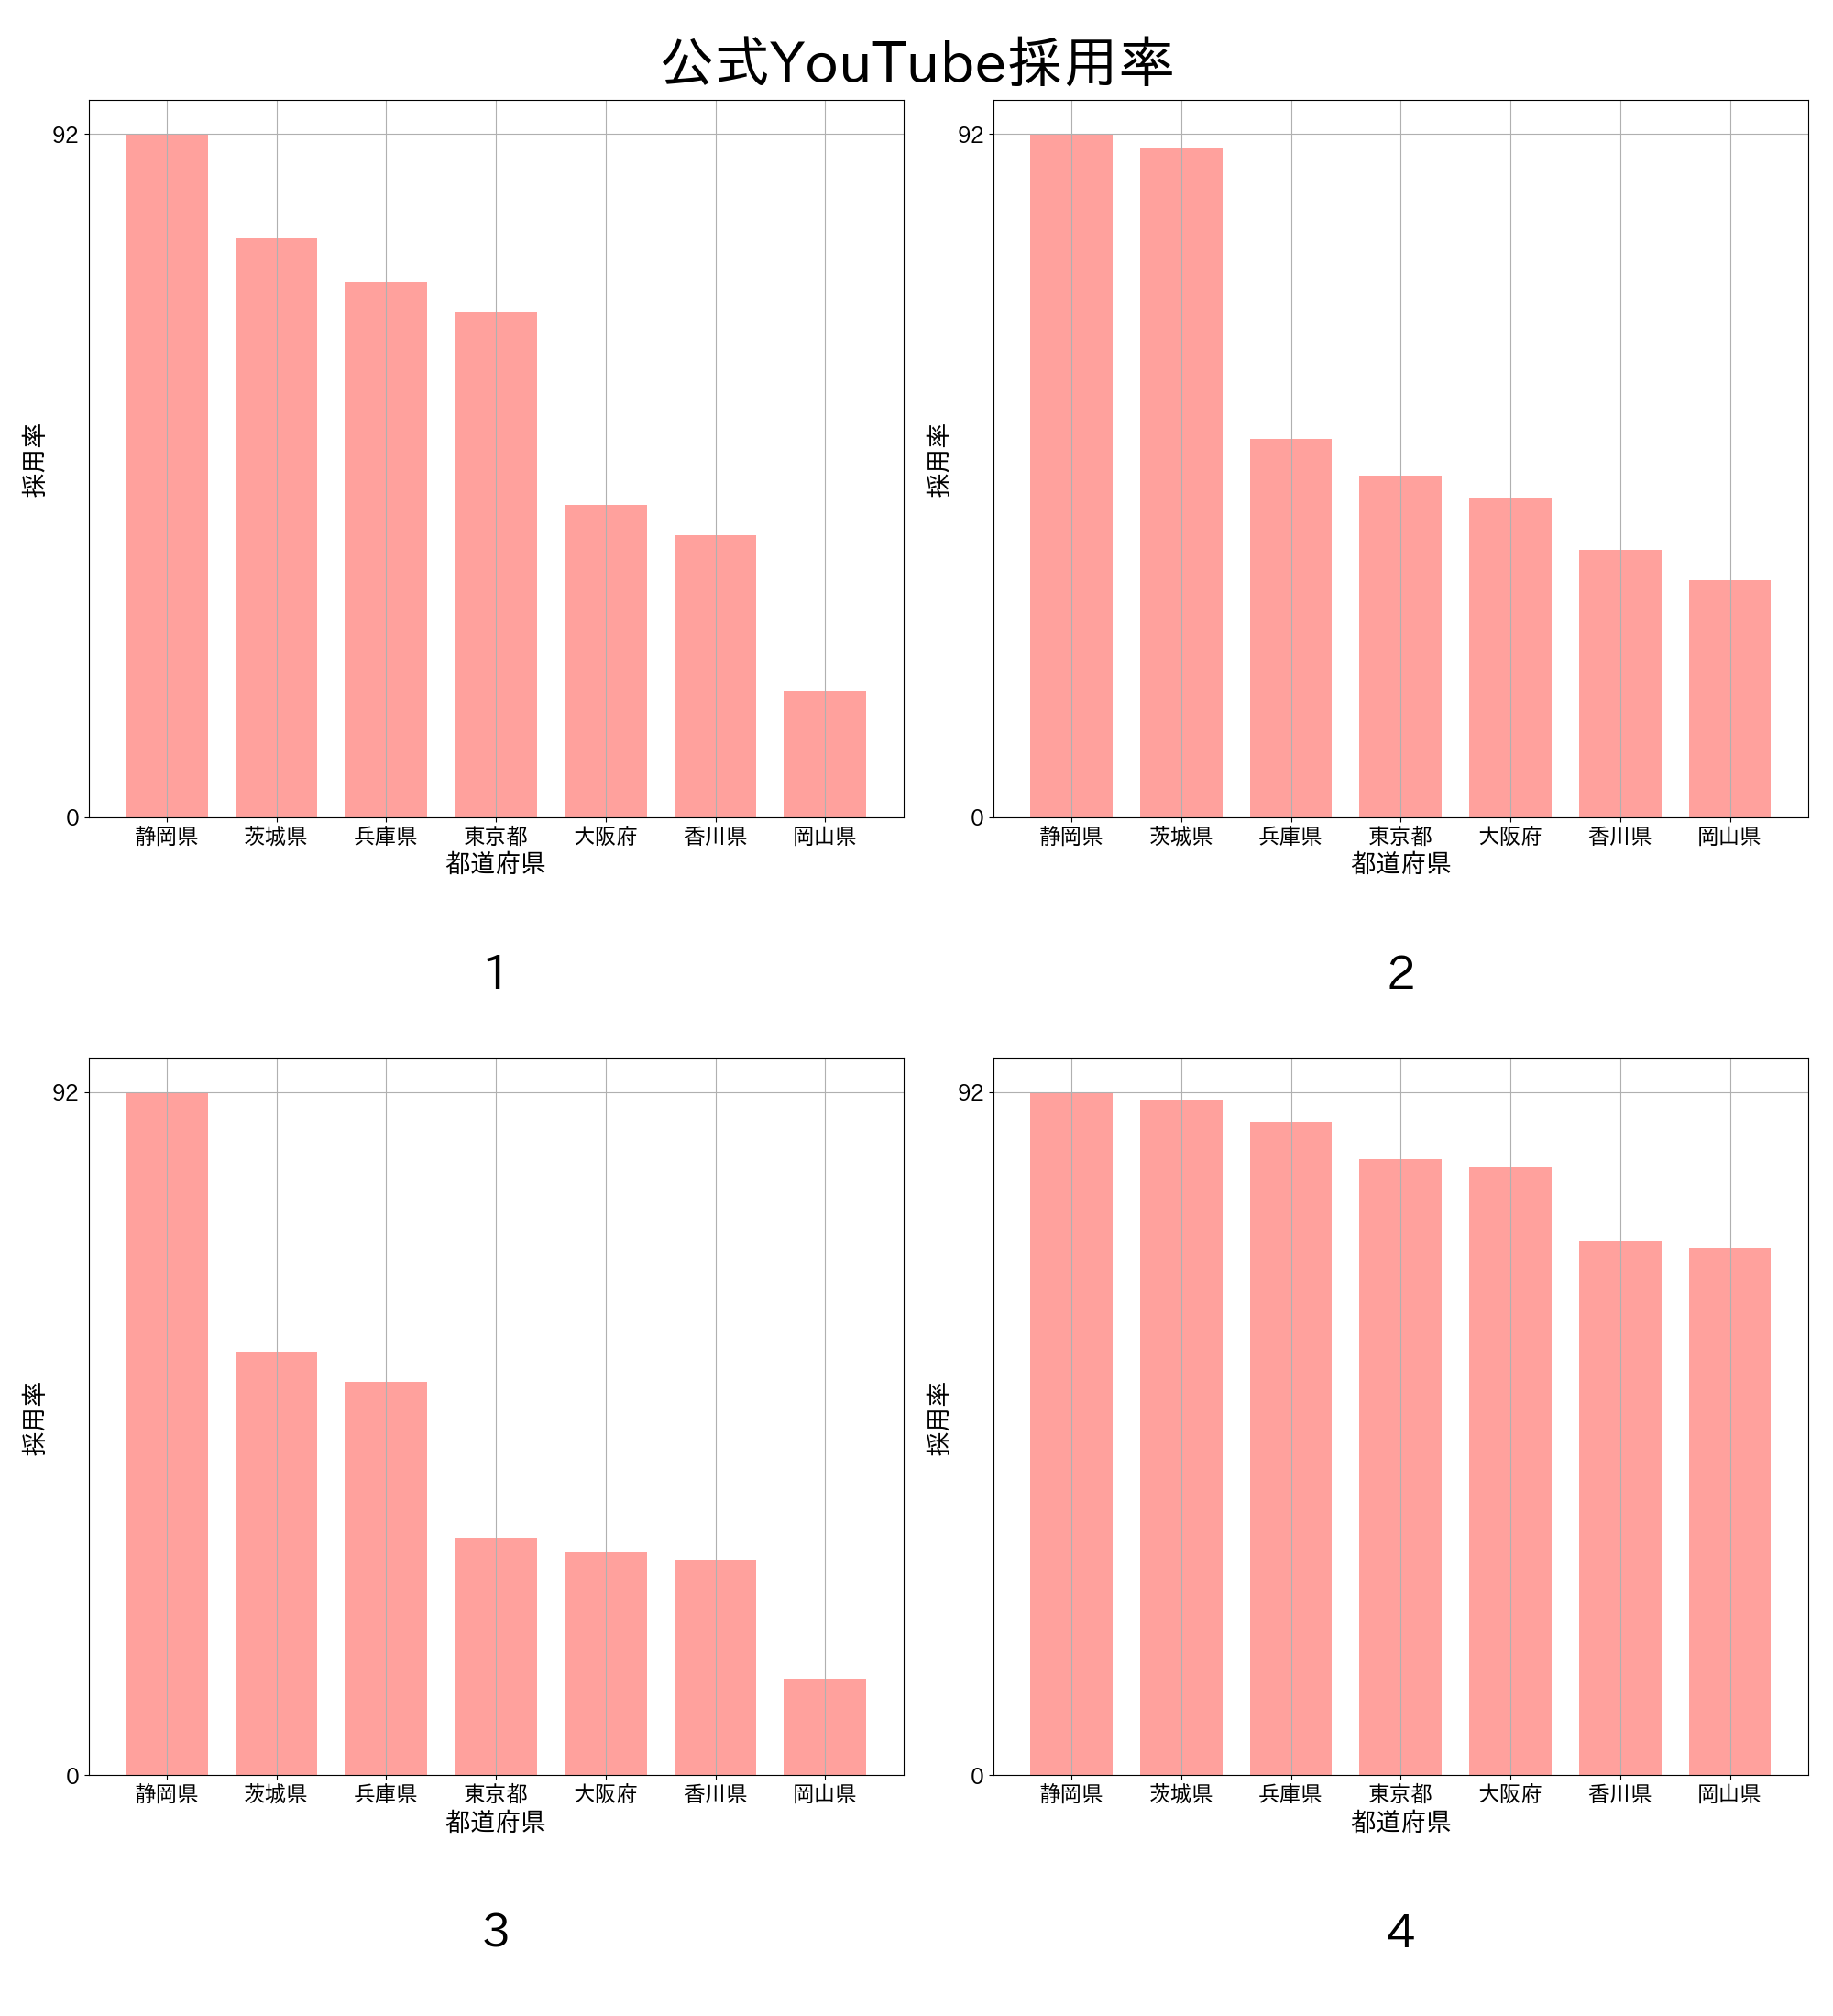 公式YouTube採用率
92
0
採用率
静岡県 茨城県 兵庫県 東京都 大阪府 香川県 岡山県
都道府県
1
92
0
採用率
静岡県 茨城県 兵庫県 東京都 大阪府 香川県 岡山県
都道府県
2
92
0
採用率
静岡県 茨城県 兵庫県 東京都 大阪府 香川県 岡山県
都道府県
3
92
0
採用率
静岡県 茨城県 兵庫県 東京都 大阪府 香川県 岡山県
都道府県
4